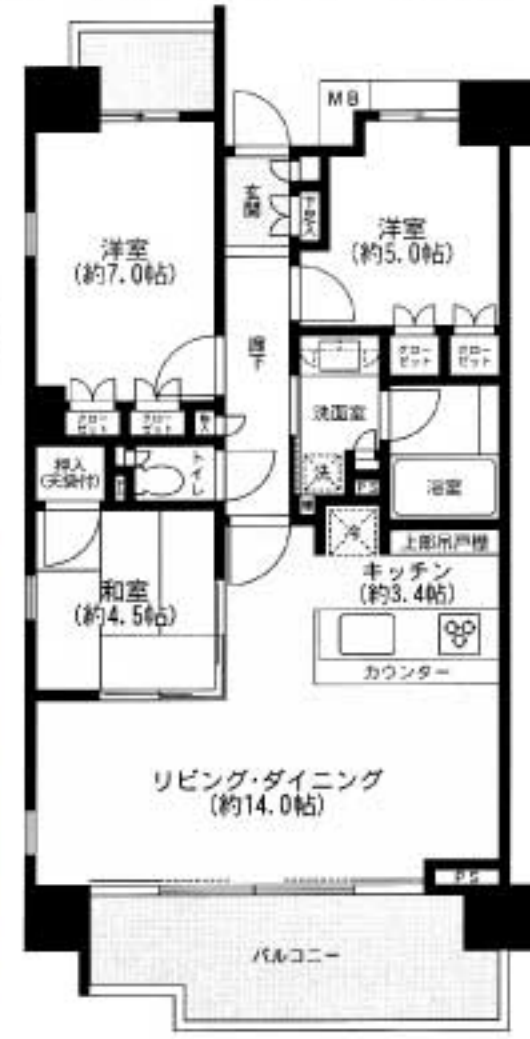 MB
玄関
下足入
洋室
(約7.0帖)
洋室
(約5.0帖)
廊下
クローゼット
クローゼット
クローゼット
クローゼット
物入
洗面室
押入
(天袋付)
トイレ
洗
PS
浴室
冷
上部吊戸棚
和室
(約4.5帖)
キッチン
(約3.4帖)
カウンター
リビング・ダイニング
(約14.0帖)
PS
バルコニー